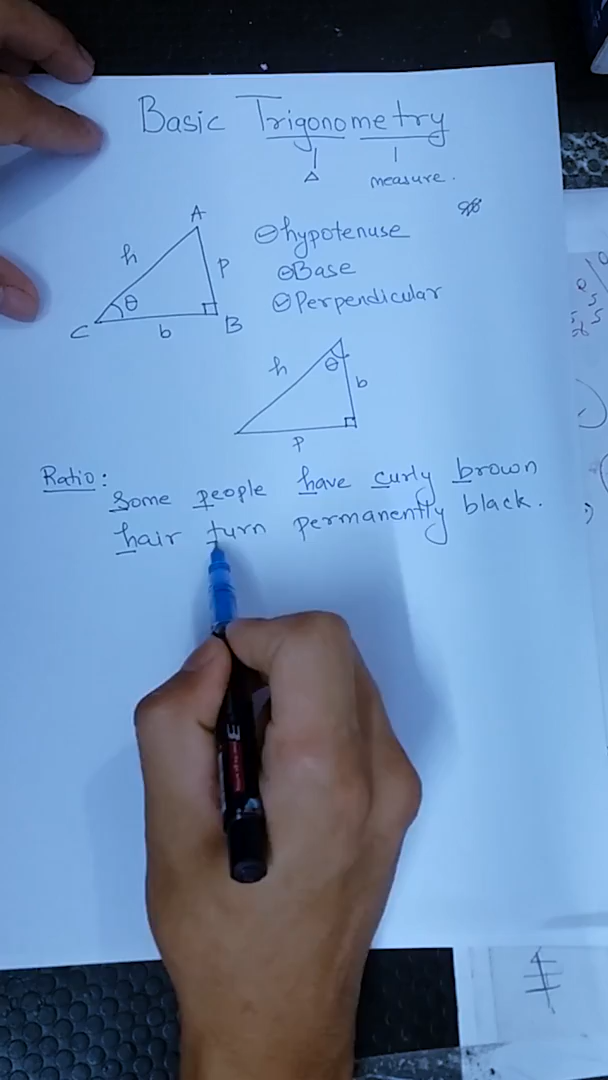 Basic Trigonometry
Δ measure.
A
h P
θ
C b B
hypotenuse
Base
Perpendicular
θ
h b
P
Ratio:
Some people have curly brown
hair turn permanently black.